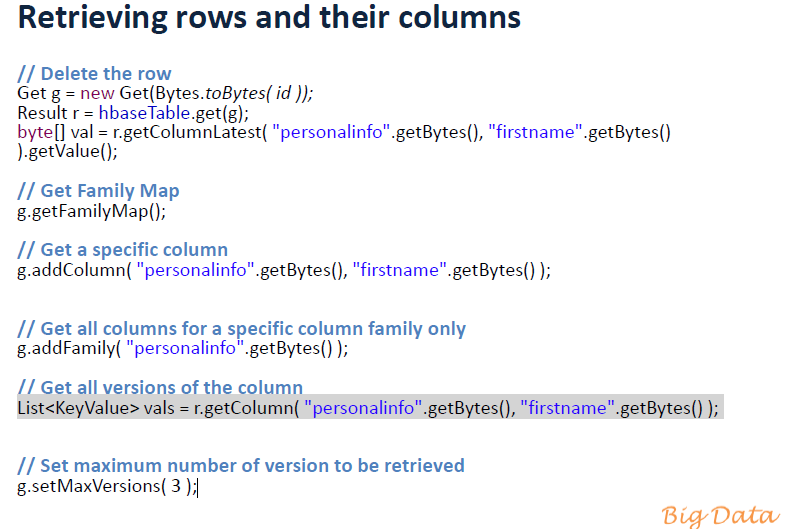 Retrieving rows and their columns
// Delete the row
Get g = new Get(Bytes.toBytes( id ));
Result r = hbaseTable.get(g);
byte[] val = r.getColumnLatest( "personalinfo".getBytes(), "firstname".getBytes()
).getValue();
// Get Family Map
g.getFamilyMap();
// Get a specific column
g.addColumn( "personalinfo".getBytes(), "firstname".getBytes() );
// Get all columns for a specific column family only
g.addFamily( "personalinfo".getBytes() );
// Get all versions of the column
List<KeyValue> vals = r.getColumn( "personalinfo".getBytes(), "firstname".getBytes() );
// Set maximum number of version to be retrieved
g.setMaxVersions( 3 );
Big Data